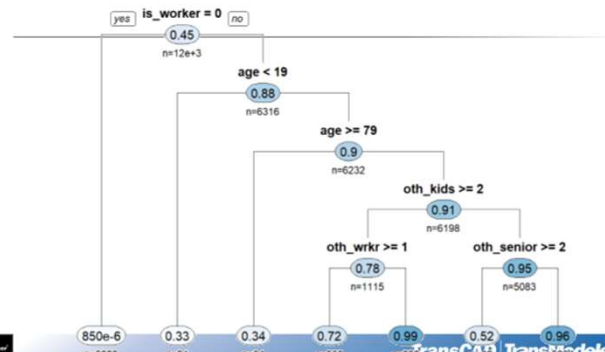 is_worker = 0
yes
no
0.45
n=12e+3
age < 19
0.88
n=6316
age >= 79
0.9
n=6232
oth_kids >= 2
0.91
n=6198
oth_wrkr >= 1
oth_senior >= 2
0.78
0.95
n=1115
n=5083
850e-6 0.33 0.34 0.72 0.99 0.52 0.96
TransCAD TransModeler